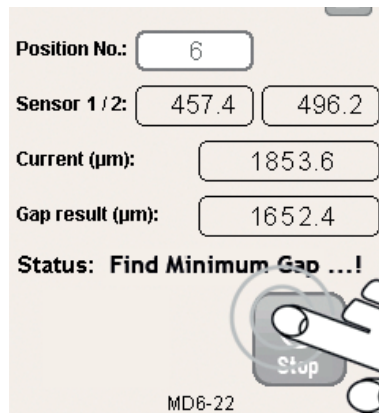 Position No.: 6
Sensor 1 / 2: 457.4 496.2
Current (µm): 1853.6
Gap result (µm): 1652.4
Status: Find Minimum Gap ...!
Stop
MD6-22